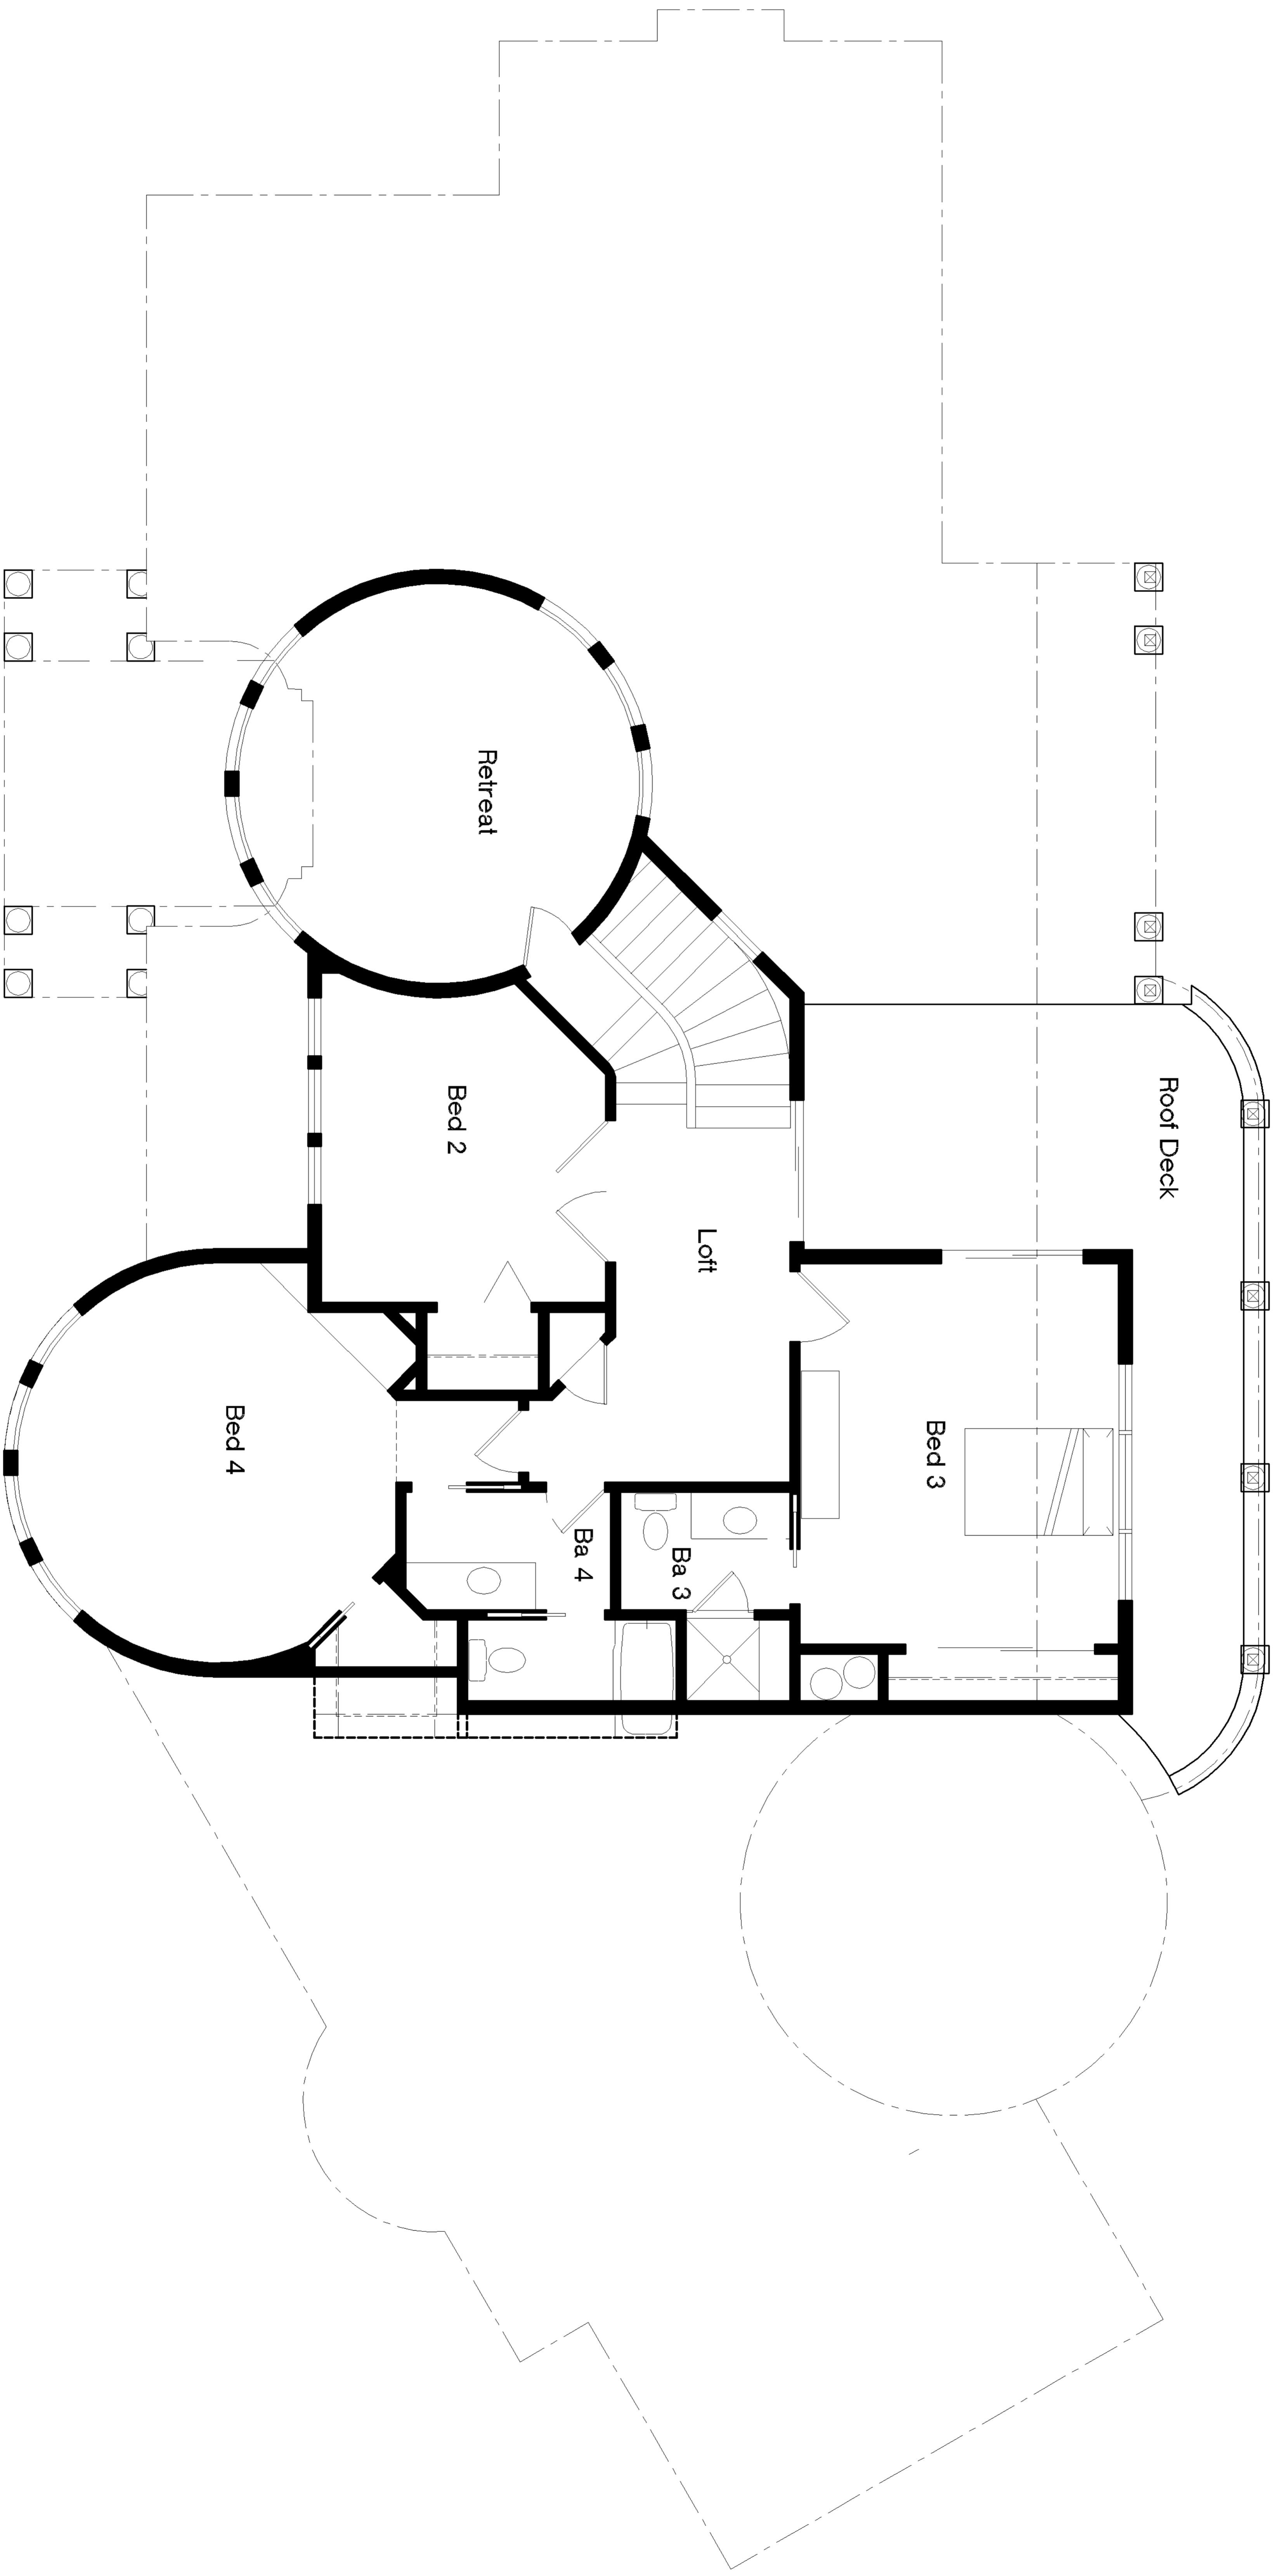 Roof Deck
Bed 3
Loft
Ba 3
Ba 4
Retreat
Bed 2
Bed 4